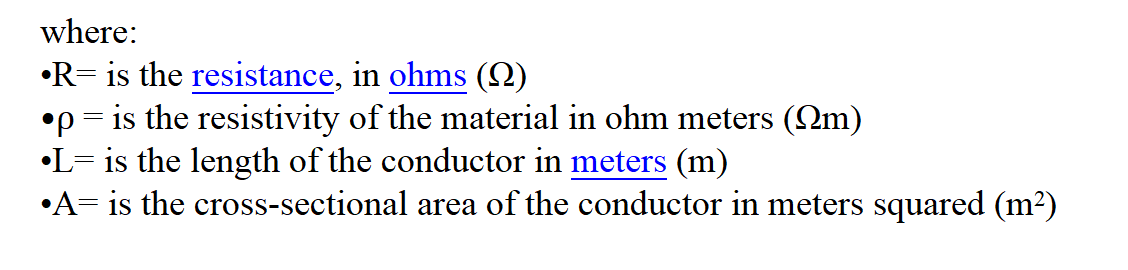 where:
•R= is the resistance, in ohms (Ω)
•ρ = is the resistivity of the material in ohm meters (Ωm)
•L= is the length of the conductor in meters (m)
•A= is the cross-sectional area of the conductor in meters squared (m²)